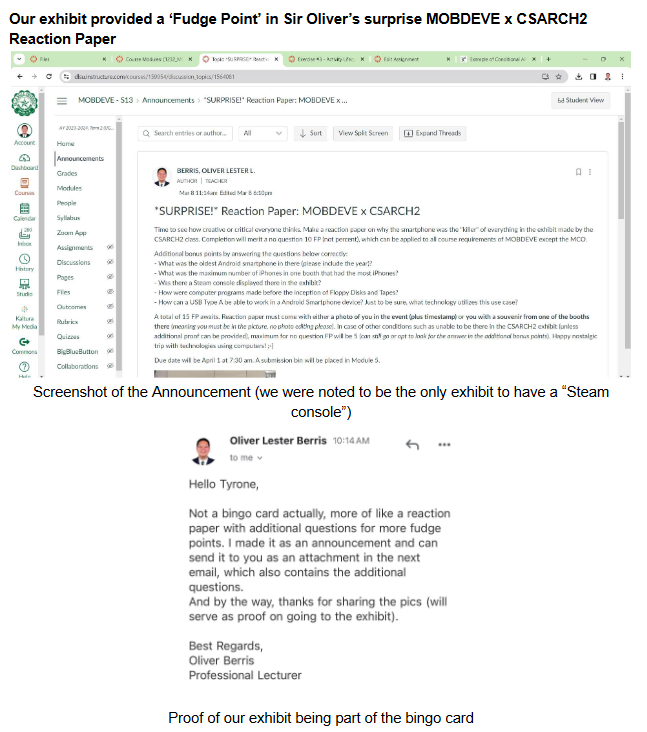 Our exhibit provided a ‘Fudge Point’ in Sir Oliver’s surprise MOBDEVE x CSARCH2
Reaction Paper
Files
Course Modules
Topic "SURPRISE!" Reactio
Edit Assignment
Example of Conditional
dlsu.instructure.com/courses/159954/discussion_topics/1564081
MOBDEVE - S13 › Announcements › "SURPRISE!" Reaction Paper: MOBDEVE x ...
Student View
Account
Dashboard
Courses
Calendar
Inbox
History
Studio
Kaltura
My Media
Commons
Help
Home
Announcements
Grades
Modules
People
Syllabus
Zoom App
Assignments
Discussions
Pages
Files
Outcomes
Rubrics
Quizzes
BigBlueButton
Collaborations
Search entries or author...
All
Sort
View Split Screen
Expand Threads
BERRIS, OLIVER LESTER L.
AUTHOR | TEACHER
Mar 8 11:14am Edited Mar 8 6:10pm
"SURPRISE!" Reaction Paper: MOBDEVE x CSARCH2
Time to see how creative or critical everyone thinks. Make a reaction paper on why the smartphone was the "killer" of everything in the exhibit made by the
CSARCH2 class. Completion will merit a no question 10 FP (not percent), which can be applied to all course requirements of MOBDEVE except the MCO.
Additional bonus points by answering the questions below correctly:
- What was the oldest Android smartphone in there (please include the year)?
- What was the maximum number of iPhones in one booth that had the most iPhones?
- Was there a Steam console displayed there in the exhibit?
- How were computer programs made before the inception of Floppy Disks and Tapes?
- How can a USB Type A be able to work in a Android Smartphone device? Just to be sure, what technology utilizes this use case?
A total of 15 FP awaits. Reaction paper must come with either a photo of you in the event (plus timestamp) or you with a souvenir from one of the booths
there (meaning you must be in the picture, no photo editing please). In case of other conditions such as unable to be there in the CSARCH2 exhibit (unless
additional proof can be provided), maximum for no question FP will be 5 (can still go or opt to look for the answer in the additional bonus points). Happy nostalgic
trip with technologies using computers! ;-)
Due date will be April 1 at 7:30 am. A submission bin will be placed in Module 5.
Screenshot of the Announcement (we were noted to be the only exhibit to have a “Steam
console”)
Oliver Lester Berris 10:14 AM
to me
Hello Tyrone,
Not a bingo card actually, more of like a reaction
paper with additional questions for more fudge
points. I made it as an announcement and can
send it to you as an attachment in the next
email, which also contains the additional
questions.
And by the way, thanks for sharing the pics (will
serve as proof on going to the exhibit).
Best Regards,
Oliver Berris
Professional Lecturer
Proof of our exhibit being part of the bingo card